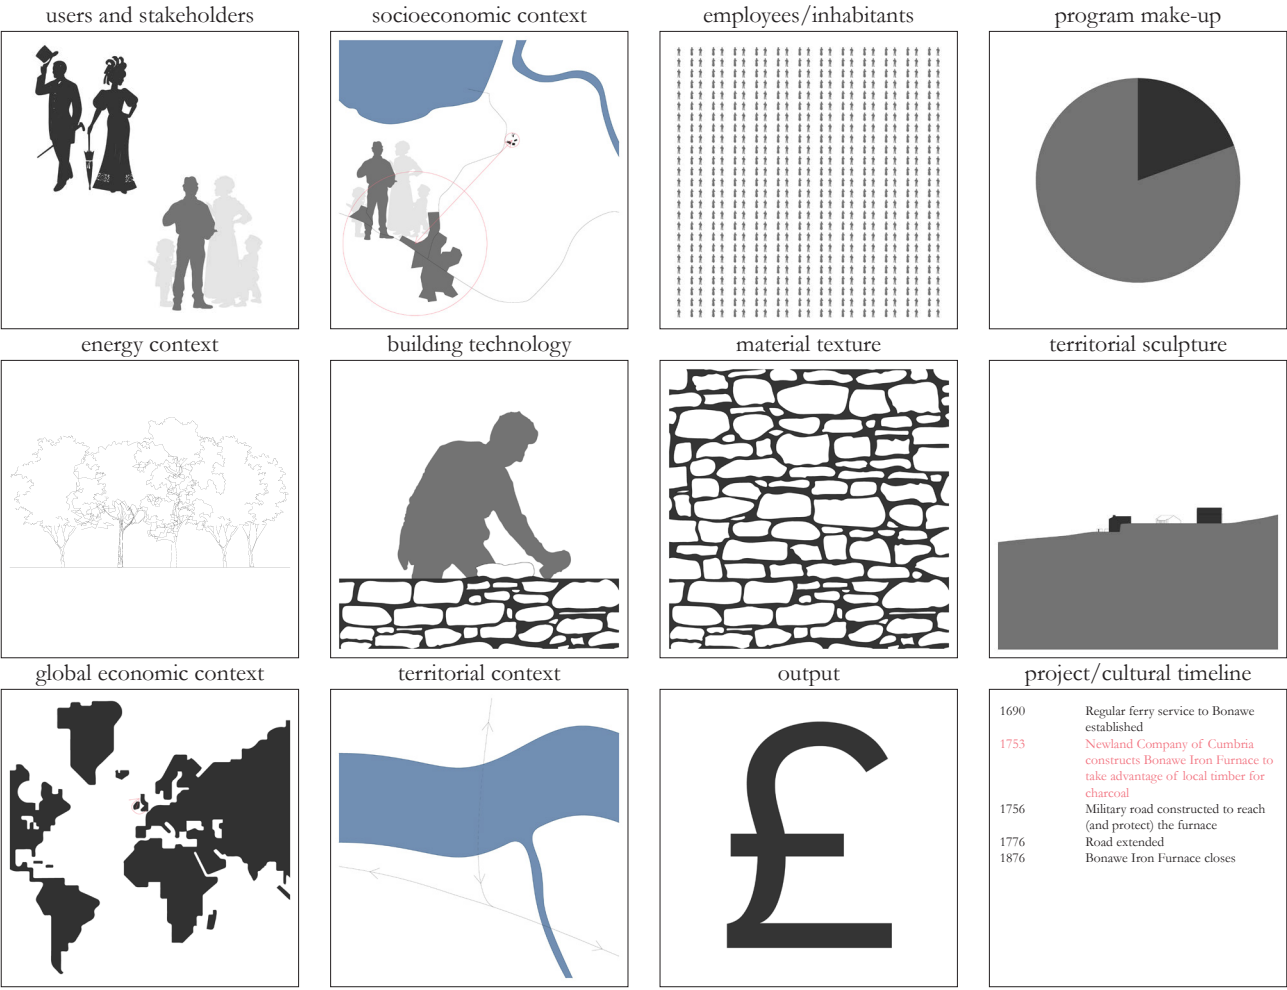 users and stakeholders
socioeconomic context
employees/inhabitants
program make-up
energy context
building technology
material texture
territorial sculpture
global economic context
territorial context
output
project/cultural timeline
£
1690 Regular ferry service to Bonawe
established
1753 Newland Company of Cumbria
constructs Bonawe Iron Furnace to
take advantage of local timber for
charcoal
1756 Military road constructed to reach
(and protect) the furnace
1776 Road extended
1876 Bonawe Iron Furnace closes